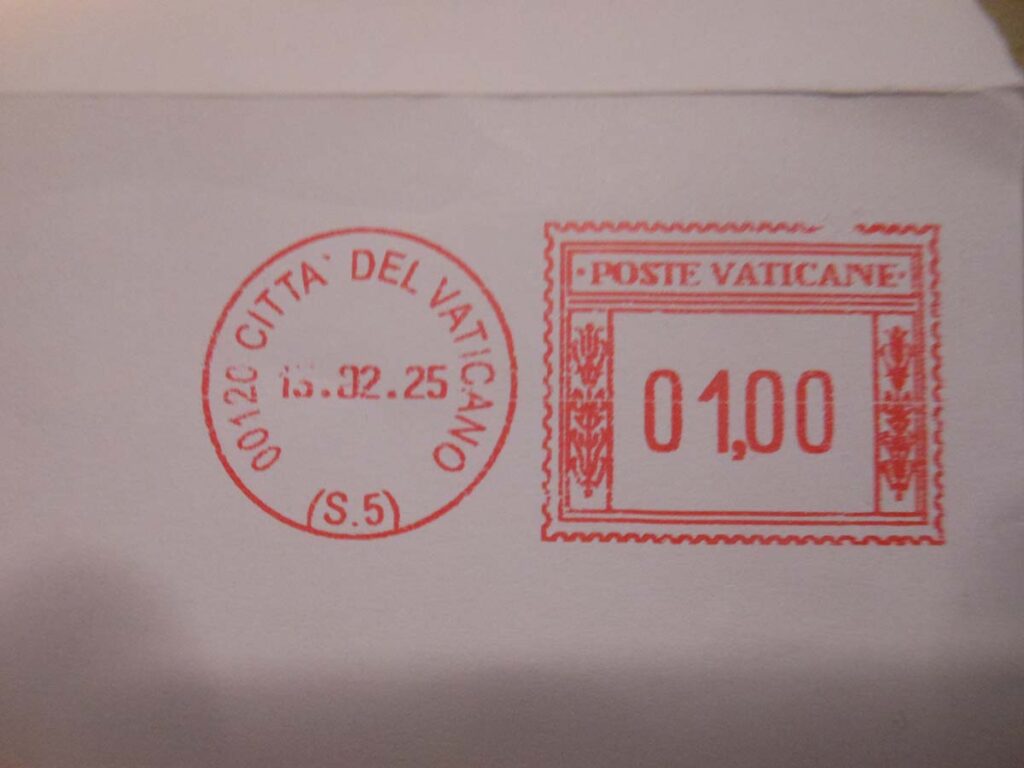 00120 CITTA' DEL VATICANO
(S.5)
·POSTE VATICANE·
01,00